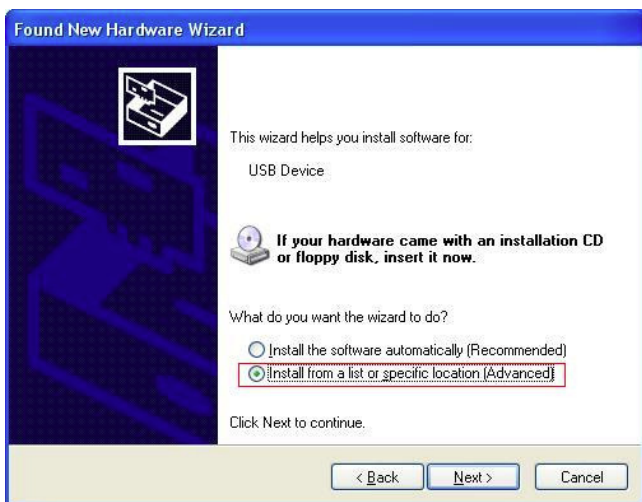 Found New Hardware Wizard
This wizard helps you install software for:
USB Device
If your hardware came with an installation CD
or floppy disk, insert it now.
What do you want the wizard to do?
Install the software automatically (Recommended)
Install from a list or specific location (Advanced)
Click Next to continue.
< Back Next > Cancel